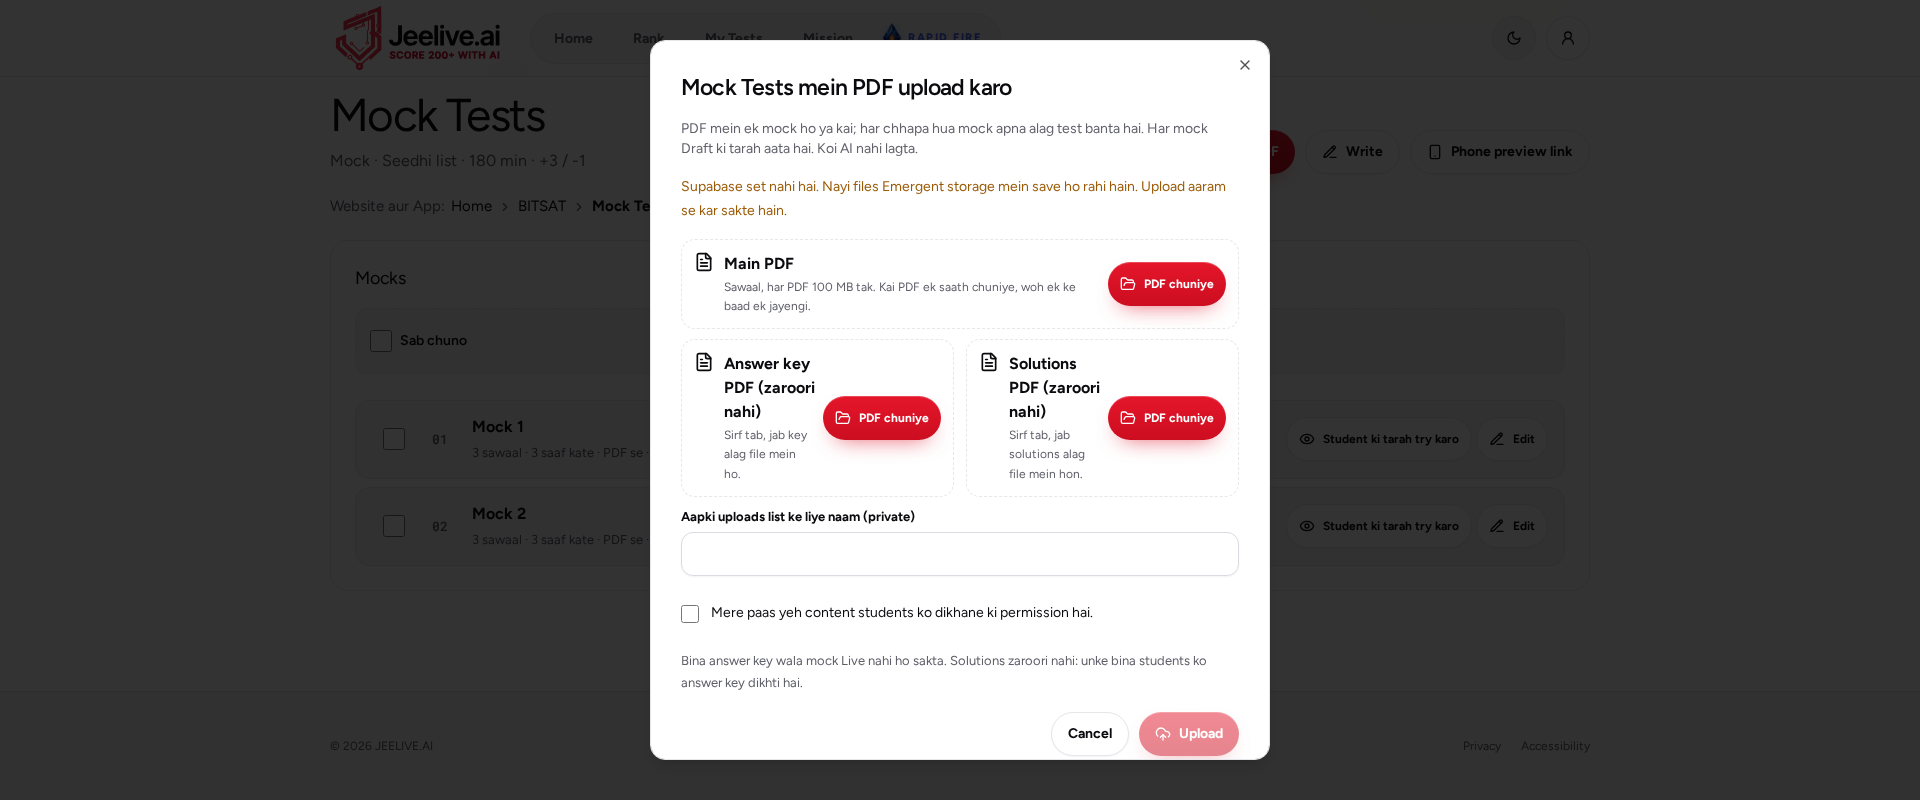 Jeelive.ai
SCORE 200+ WITH AI
Home
Rank
My Tests
Mission
RAPID FIRE
Mock Tests
Mock · Seedhi list · 180 min · +3 / -1
Write
Phone preview link
Website aur App: Home > BITSAT >
Mocks
Sab chuno
01
Mock 1
3 sawaal · 3 saaf kate · PDF se ·
Student ki tarah try karo
Edit
02
Mock 2
3 sawaal · 3 saaf kate · PDF se ·
Student ki tarah try karo
Edit
Mock Tests mein PDF upload karo
PDF mein ek mock ho ya kai; har chhapa hua mock apna alag test banta hai. Har mock
Draft ki tarah aata hai. Koi AI nahi lagta.
Supabase set nahi hai. Nayi files Emergent storage mein save ho rahi hain. Upload aaram
se kar sakte hain.
Main PDF
Sawaal, har PDF 100 MB tak. Kai PDF ek saath chuniye, woh ek ke
baad ek jayengi.
PDF chuniye
Answer key
PDF (zaroori
nahi)
Sirf tab, jab key
alag file mein
ho.
PDF chuniye
Solutions
PDF (zaroori
nahi)
Sirf tab, jab
solutions alag
file mein hon.
PDF chuniye
Aapki uploads list ke liye naam (private)
Mere paas yeh content students ko dikhane ki permission hai.
Bina answer key wala mock Live nahi ho sakta. Solutions zaroori nahi: unke bina students ko
answer key dikhti hai.
Cancel
Upload
© 2026 JEELIVE.AI
Privacy
Accessibility